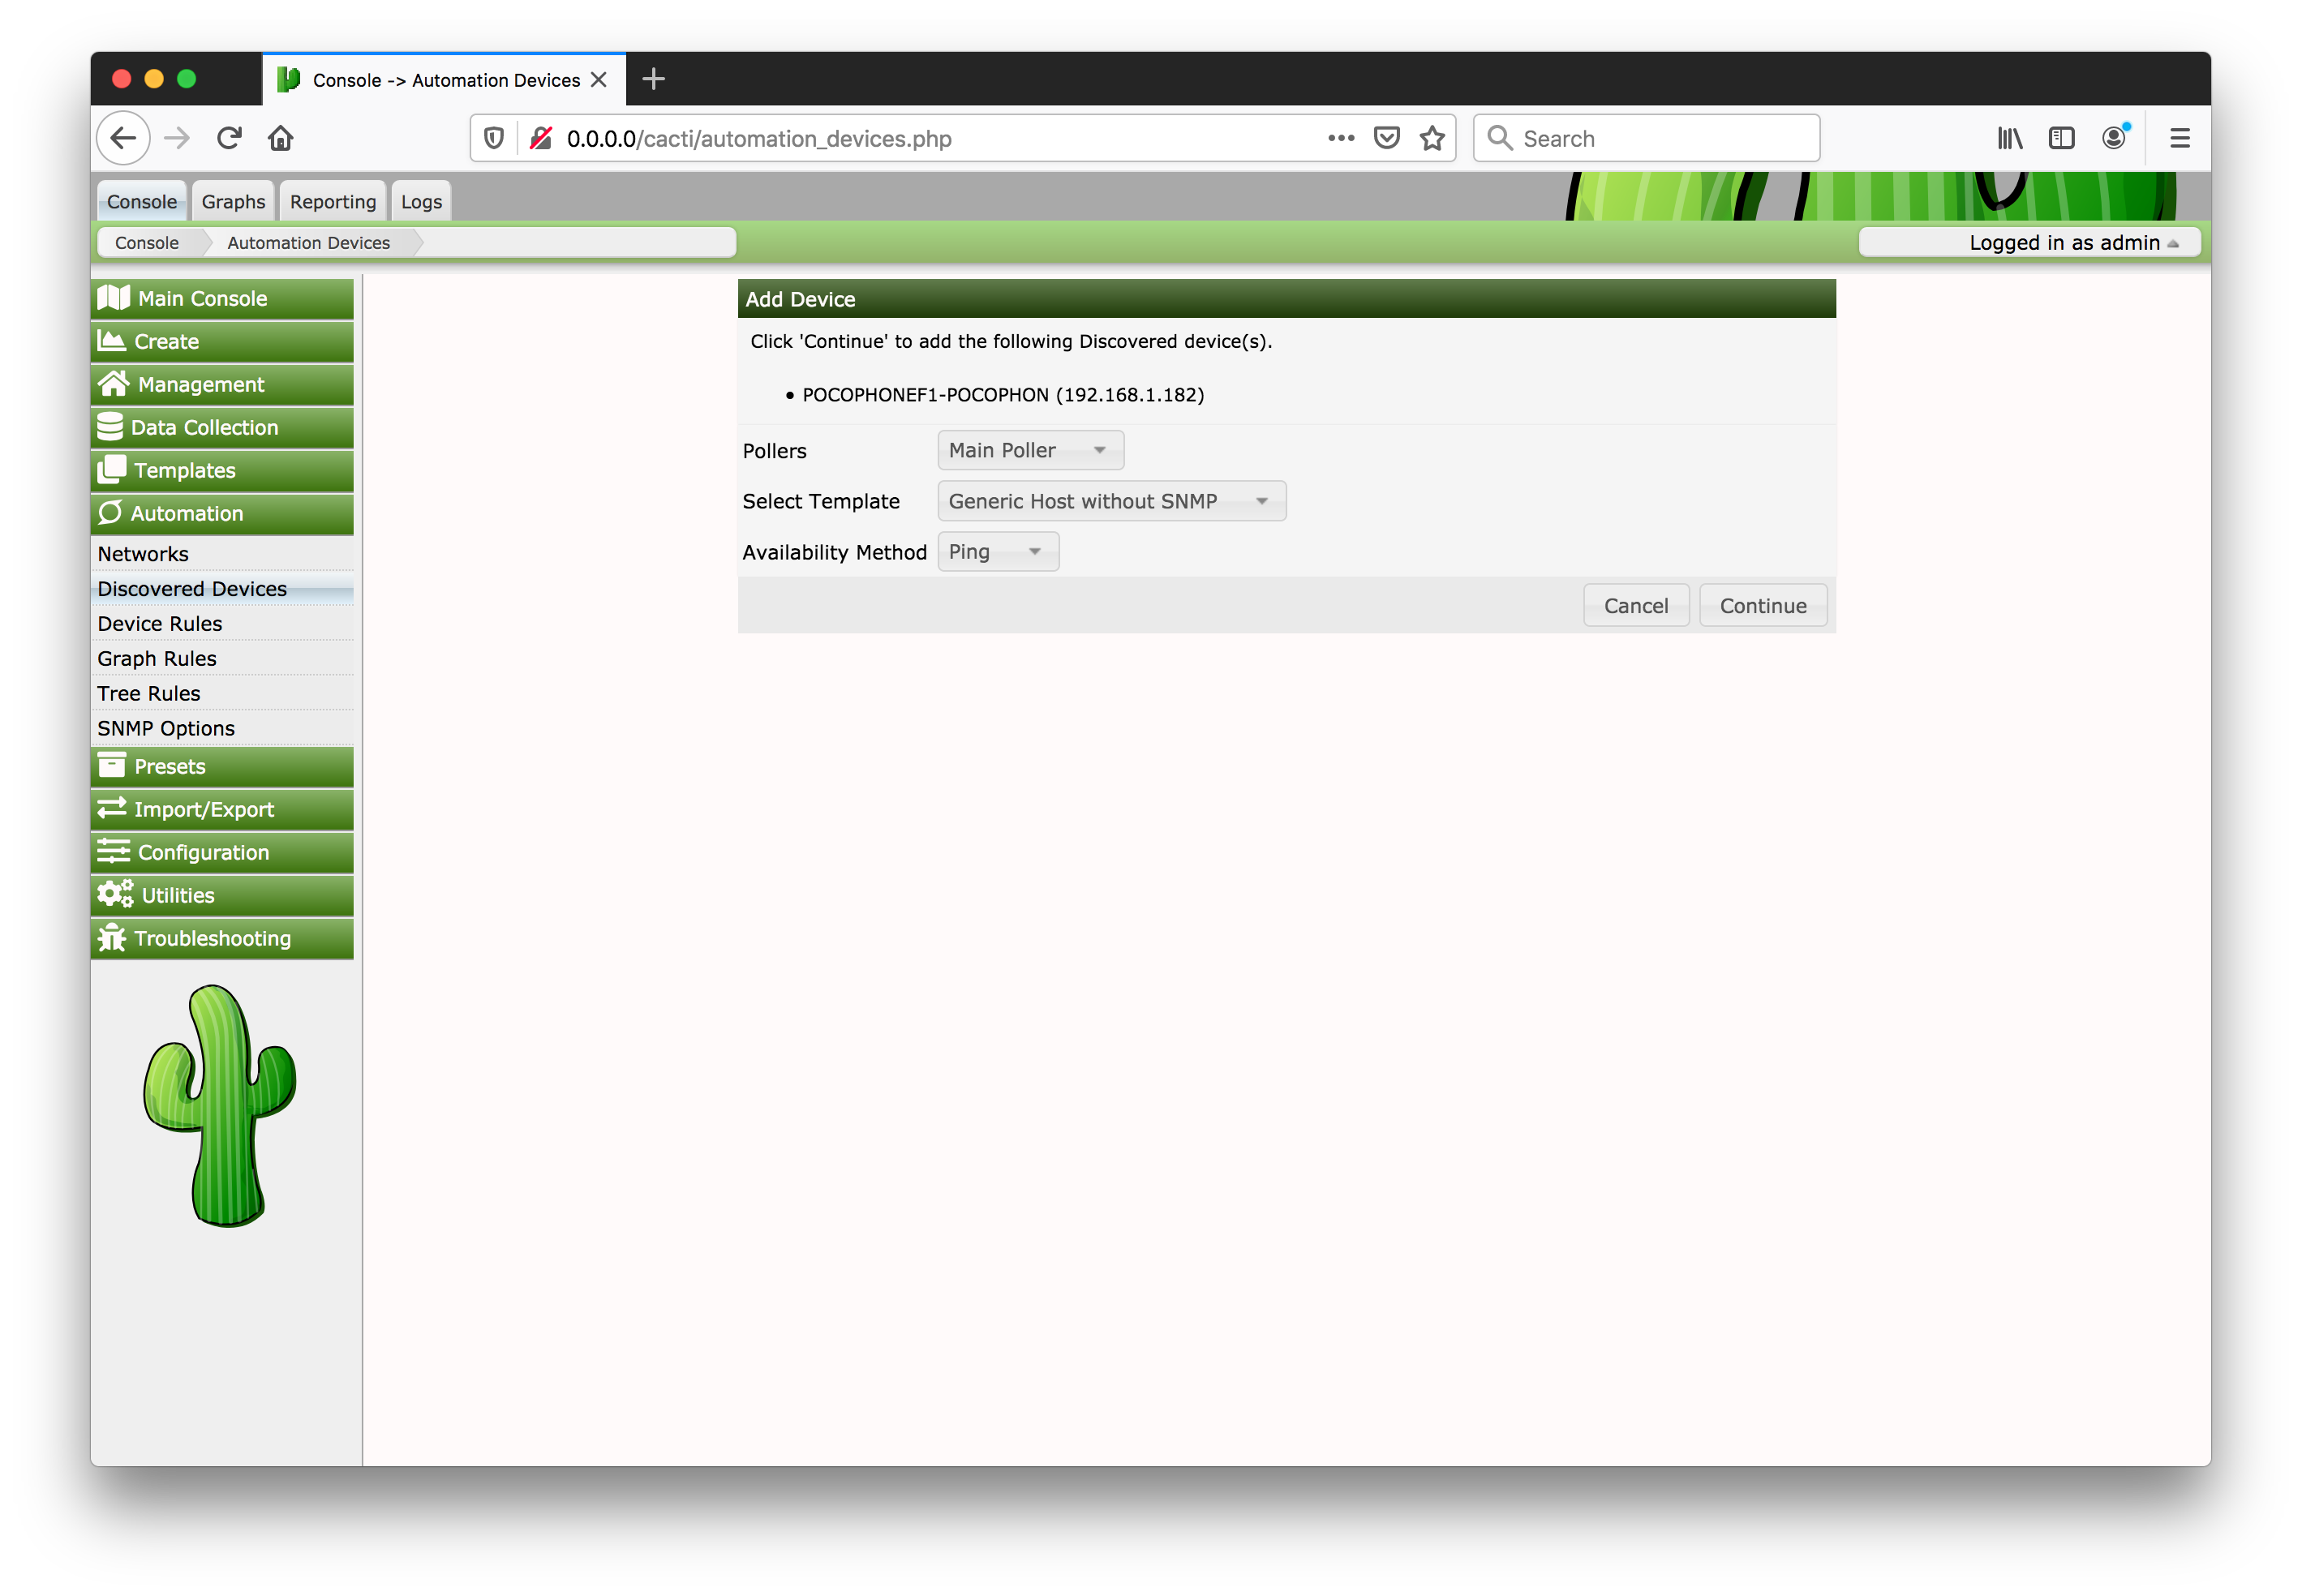 Console -> Automation Devices
0.0.0.0/cacti/automation_devices.php
Search
Console
Graphs
Reporting
Logs
Console
Automation Devices
Logged in as admin
Main Console
Create
Management
Data Collection
Templates
Automation
Networks
Discovered Devices
Device Rules
Graph Rules
Tree Rules
SNMP Options
Presets
Import/Export
Configuration
Utilities
Troubleshooting
Add Device
Click 'Continue' to add the following Discovered device(s).
• POCOPHONEF1-POCOPHON (192.168.1.182)
Pollers Main Poller
Select Template Generic Host without SNMP
Availability Method Ping
Cancel Continue